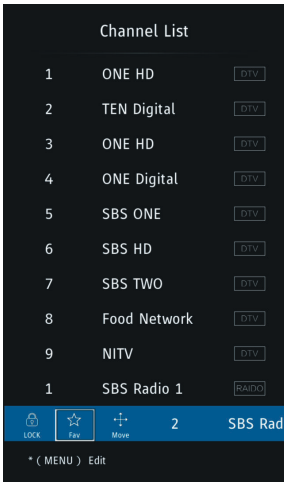 Channel List
1 ONE HD DTV
2 TEN Digital DTV
3 ONE HD DTV
4 ONE Digital DTV
5 SBS ONE DTV
6 SBS HD DTV
7 SBS TWO DTV
8 Food Network DTV
9 NITV DTV
1 SBS Radio 1 RAIDO
LOCK Fav Move 2 SBS Rad
* ( MENU ) Edit